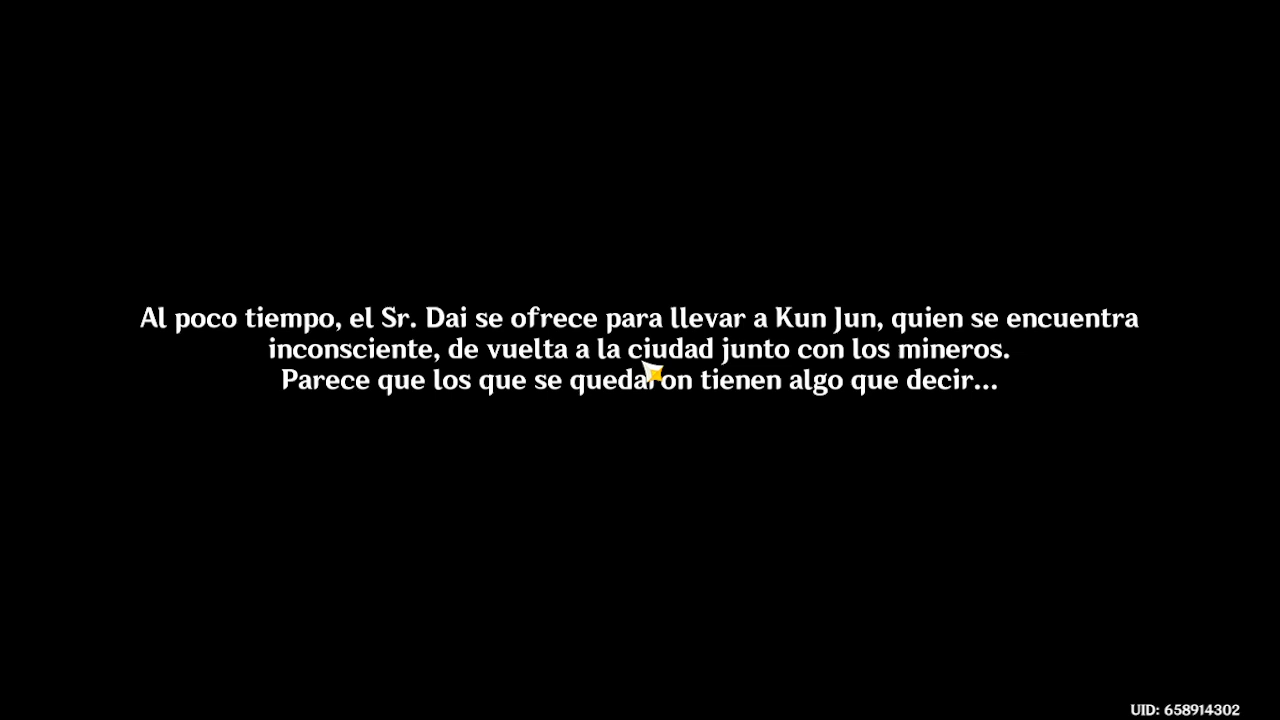 Al poco tiempo, el Sr. Dai se ofrece para llevar a Kun Jun, quien se encuentra
inconsciente, de vuelta a la ciudad junto con los mineros.
Parece que los que se quedaron tienen algo que decir...
UID: 658914302